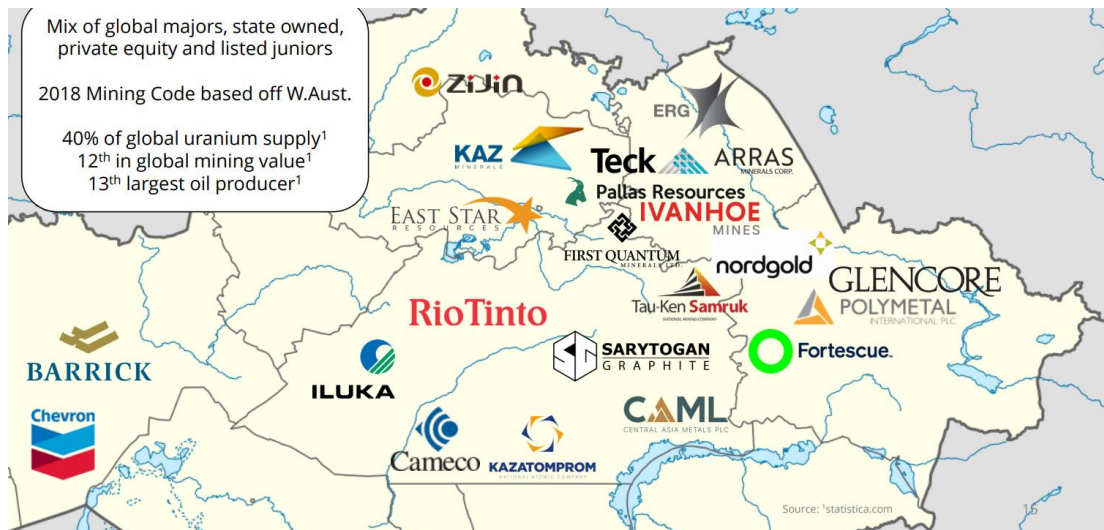 Mix of global majors, state owned,
private equity and listed juniors
2018 Mining Code based off W.Aust.
40% of global uranium supply¹
12th in global mining value¹
13th largest oil producer¹
ZIJIN
ERG
KAZ
MINERALS
Teck
ARRAS
MINERALS CORP.
Pallas Resources
EAST STAR
RESOURCES
IVANHOE
MINES
FIRST QUANTUM
MINERALS LTD.
nordgold
GLENCORE
Tau-Ken Samruk
NATIONAL MINING COMPANY
POLYMETAL
INTERNATIONAL PLC
RioTinto
BARRICK
ILUKA
SG
SARYTOGAN
GRAPHITE
Fortescue™
Chevron
CAML
CENTRAL ASIA METALS PLC
Cameco
KAZATOMPROM
NATIONAL ATOMIC COMPANY
Source: ¹statistica.com
15